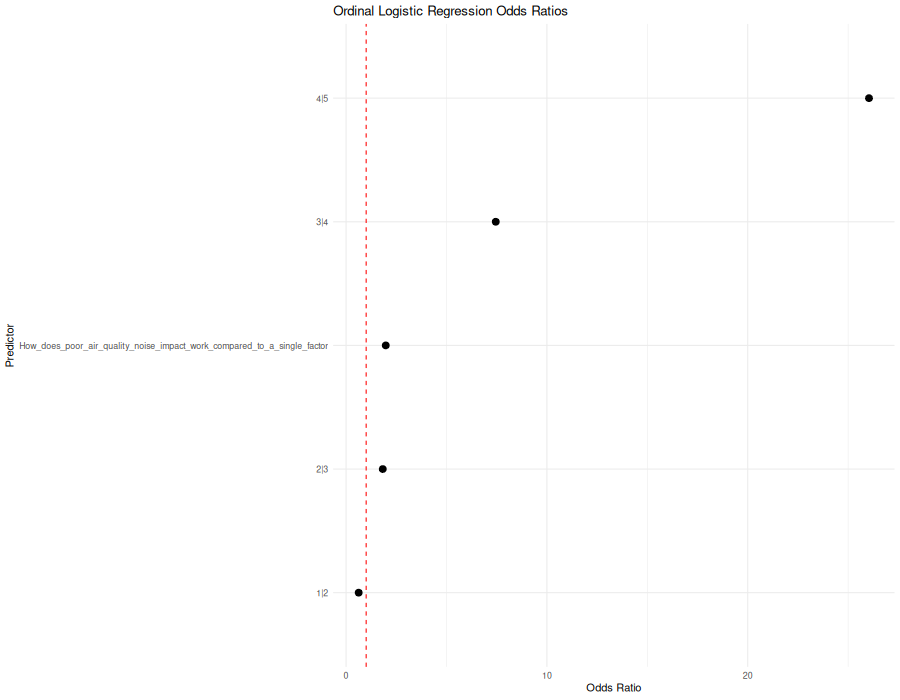 Ordinal Logistic Regression Odds Ratios
4|5
3|4
How_does_poor_air_quality_noise_impact_work_compared_to_a_single_factor
2|3
1|2
Predictor
0 10 20
Odds Ratio